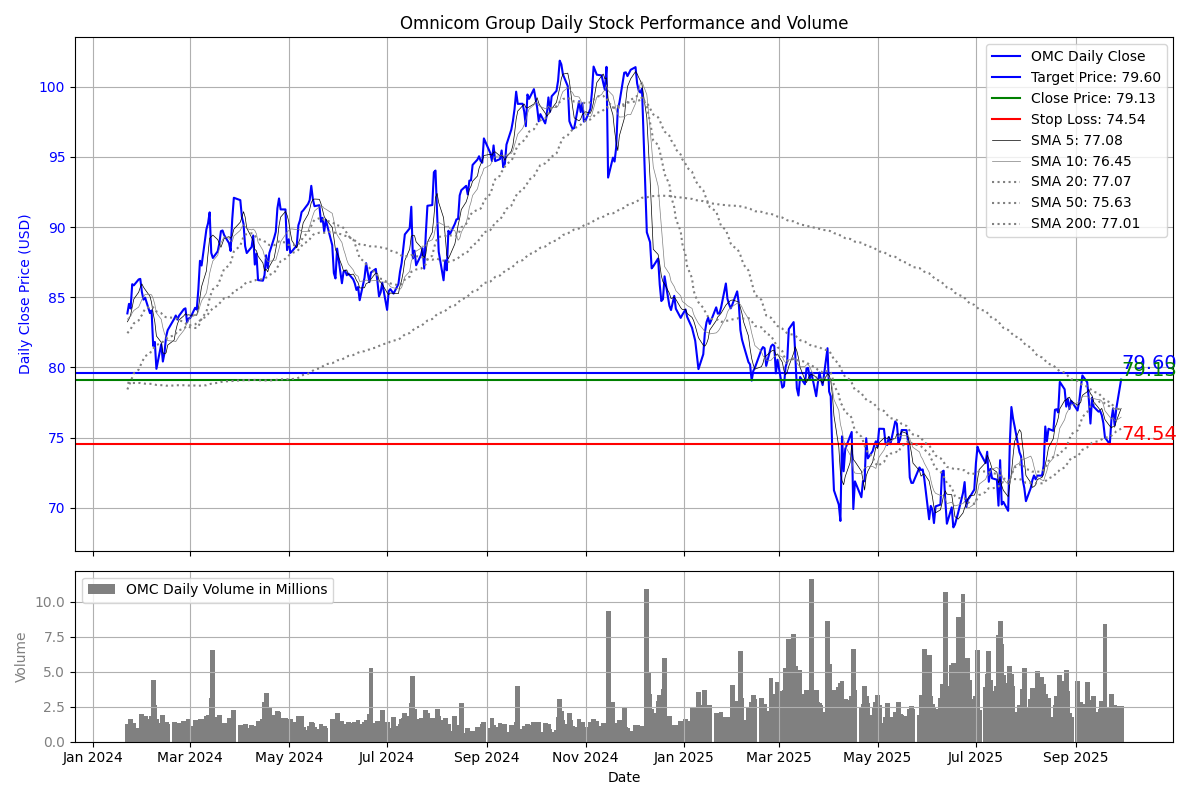 Omnicom Group Daily Stock Performance and Volume
Daily Close Price (USD)
100
95
90
85
80
75
70
OMC Daily Close
Target Price: 79.60
Close Price: 79.13
Stop Loss: 74.54
SMA 5: 77.08
SMA 10: 76.45
SMA 20: 77.07
SMA 50: 75.63
SMA 200: 77.01
79.60
79.13
74.54
Volume
10.0
7.5
5.0
2.5
0.0
OMC Daily Volume in Millions
Jan 2024 Mar 2024 May 2024 Jul 2024 Sep 2024 Nov 2024 Jan 2025 Mar 2025 May 2025 Jul 2025 Sep 2025
Date